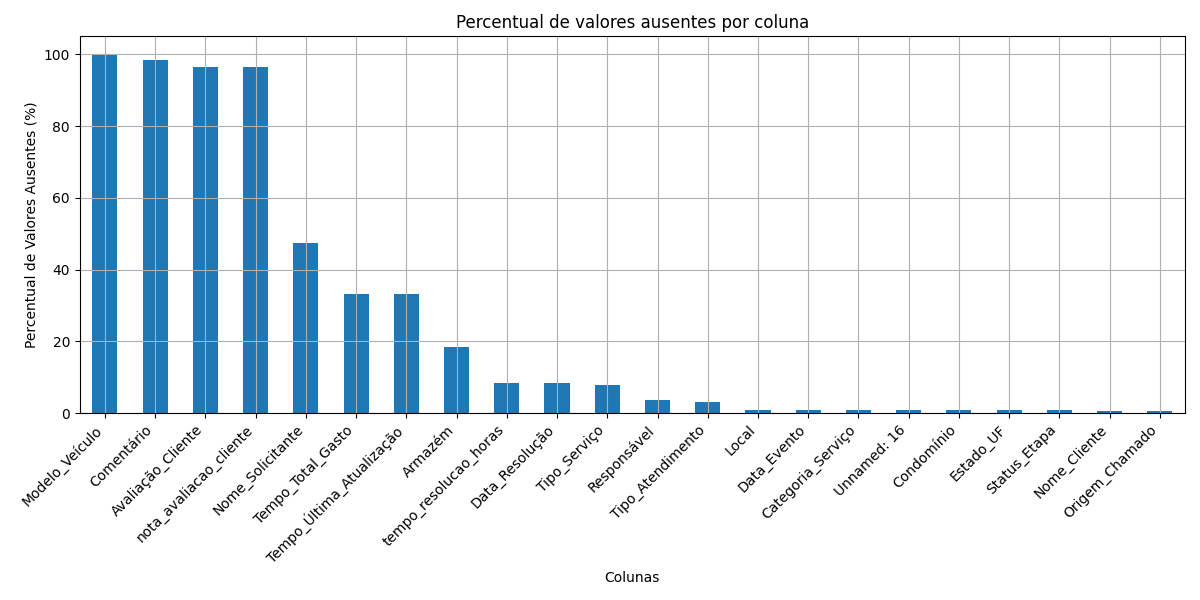 Percentual de valores ausentes por coluna
Percentual de Valores Ausentes (%)
100
80
60
40
20
0
Modelo_Veículo
Comentário
Avaliação_Cliente
nota_avaliacao_cliente
Nome_Solicitante
Tempo_Total_Gasto
Tempo_Última_Atualização
Armazém
tempo_resolucao_horas
Data_Resolução
Tipo_Serviço
Responsável
Tipo_Atendimento
Local
Data_Evento
Categoria_Serviço
Unnamed: 16
Condomínio
Estado_UF
Status_Etapa
Nome_Cliente
Origem_Chamado
Colunas